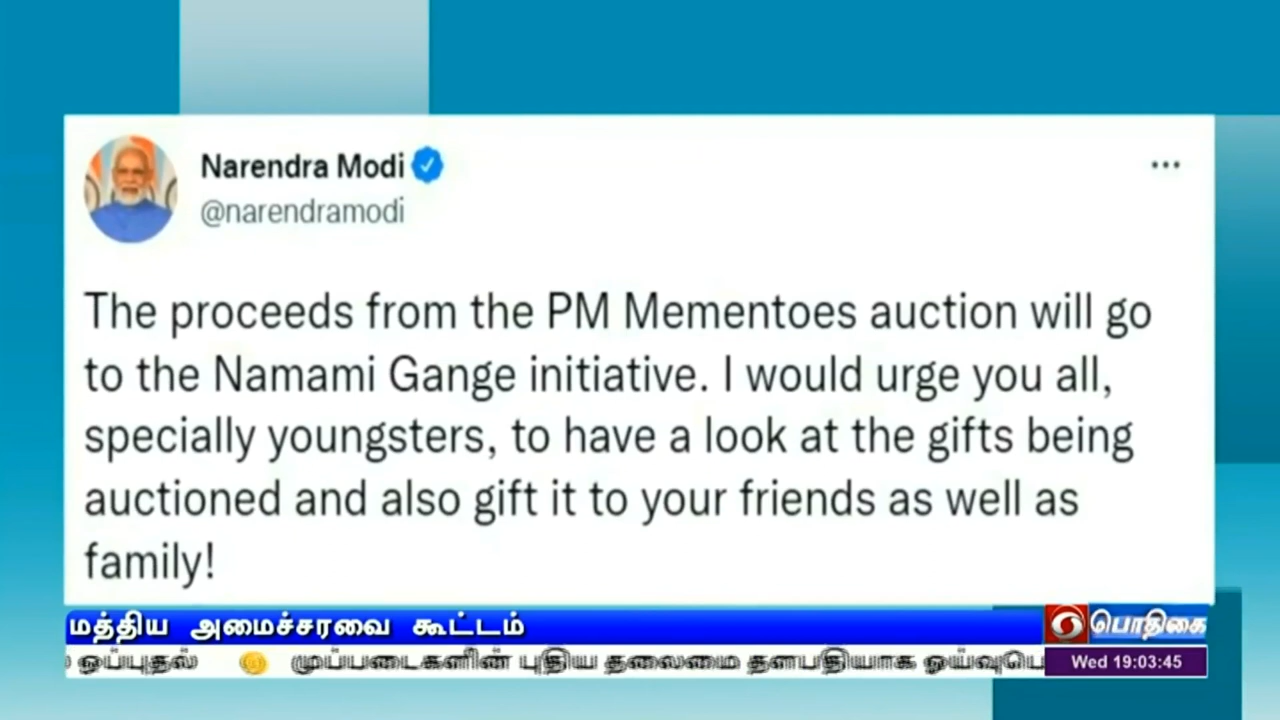 Narendra Modi
@narendramodi
The proceeds from the PM Mementoes auction will go
to the Namami Gange initiative. I would urge you all,
specially youngsters, to have a look at the gifts being
auctioned and also gift it to your friends as well as
family!
மத்திய அமைச்சரவை கூட்டம்
பொதிகை
ஒப்புதல் முப்படைகளின் புதிய தலைமை தளபதியாக ஓய்வுபெ
Wed 19:03:45